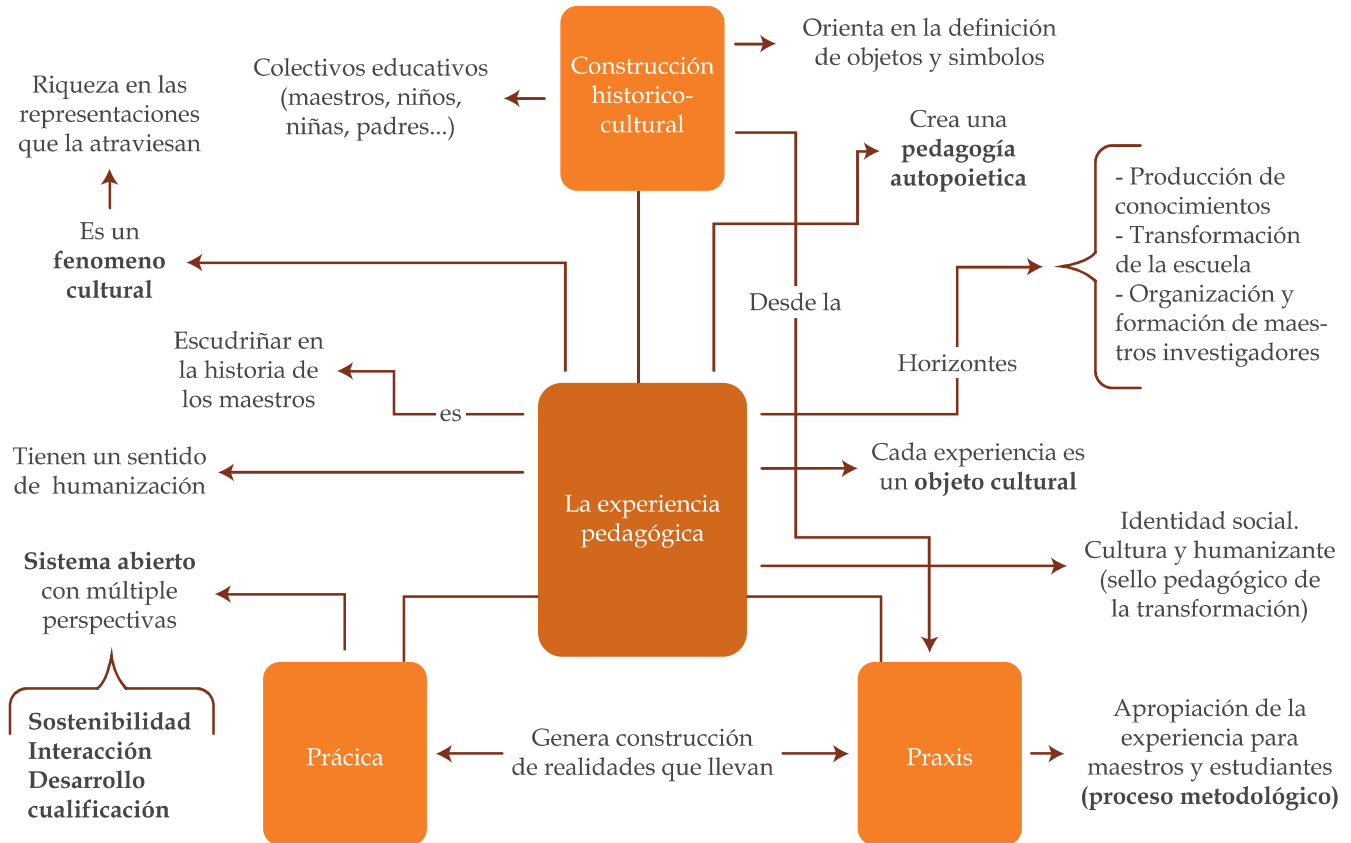 Construcción
historico-
cultural
Orienta en la definición
de objetos y simbolos
Colectivos educativos
(maestros, niños,
niñas, padres...)
Riqueza en las
representaciones
que la atraviesan
Crea una
pedagogía
autopoietica
- Producción de
conocimientos
- Transformación
de la escuela
- Organización y
formación de maes-
tros investigadores
Es un
fenomeno
cultural
Desde la
Horizontes
Escudriñar en
la historia de
los maestros
es
Tienen un sentido
de humanización
Cada experiencia es
un objeto cultural
La experiencia
pedagógica
Identidad social.
Cultura y humanizante
(sello pedagógico de
la transformación)
Sistema abierto
con múltiple
perspectivas
Sostenibilidad
Interacción
Desarrollo
cualificación
Prácica
Genera construcción
de realidades que llevan
Praxis
Apropiación de la
experiencia para
maestros y estudiantes
(proceso metodológico)